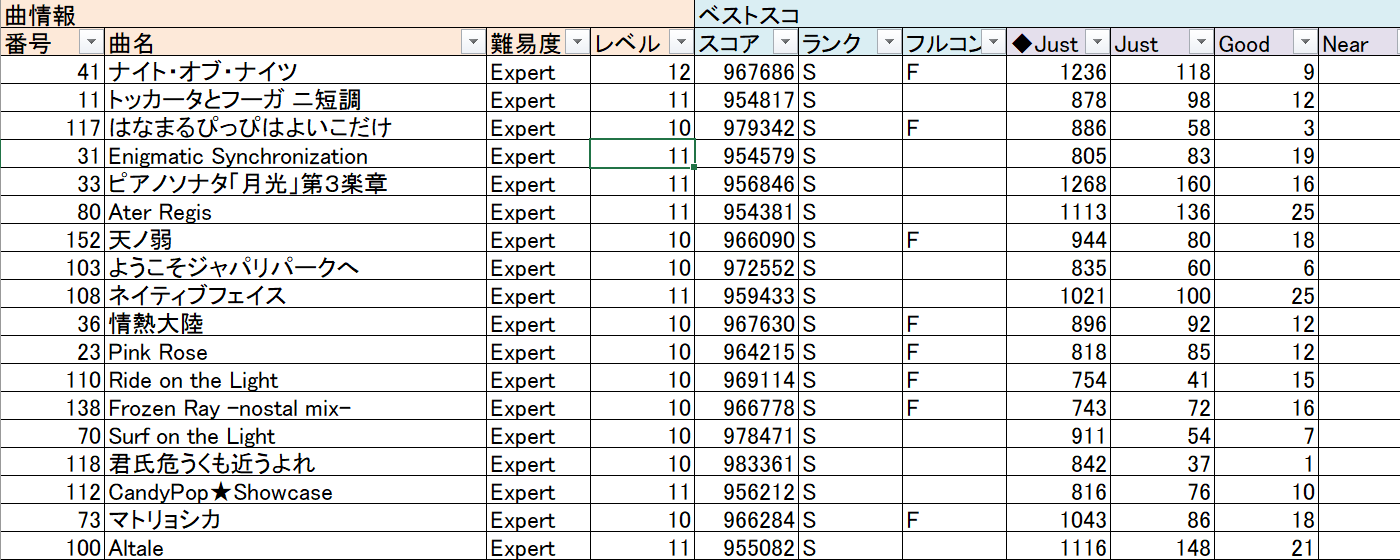 曲情報 ベストスコ
番号 曲名 難易度 レベル スコア ランク フルコン ◆Just Just Good Near
41 ナイト・オブ・ナイツ Expert 12 967686 S F 1236 118 9
11 トッカータとフーガ ニ短調 Expert 11 954817 S 878 98 12
117 はなまるぴっぴはよいこだけ Expert 10 979342 S F 886 58 3
31 Enigmatic Synchronization Expert 11 954579 S 805 83 19
33 ピアノソナタ「月光」第3楽章 Expert 11 956846 S 1268 160 16
80 Ater Regis Expert 11 954381 S 1113 136 25
152 天ノ弱 Expert 10 966090 S F 944 80 18
103 ようこそジャパリパークへ Expert 10 972552 S 835 60 6
108 ネイティブフェイス Expert 11 959433 S 1021 100 25
36 情熱大陸 Expert 10 967630 S F 896 92 12
23 Pink Rose Expert 10 964215 S F 818 85 12
110 Ride on the Light Expert 10 969114 S F 754 41 15
138 Frozen Ray -nostal mix- Expert 10 966778 S F 743 72 16
70 Surf on the Light Expert 10 978471 S 911 54 7
118 君氏危うくも近うよれ Expert 10 983361 S 842 37 1
112 CandyPop★Showcase Expert 11 956212 S 816 76 10
73 マトリョシカ Expert 10 966284 S F 1043 86 18
100 Altale Expert 11 955082 S 1116 148 21